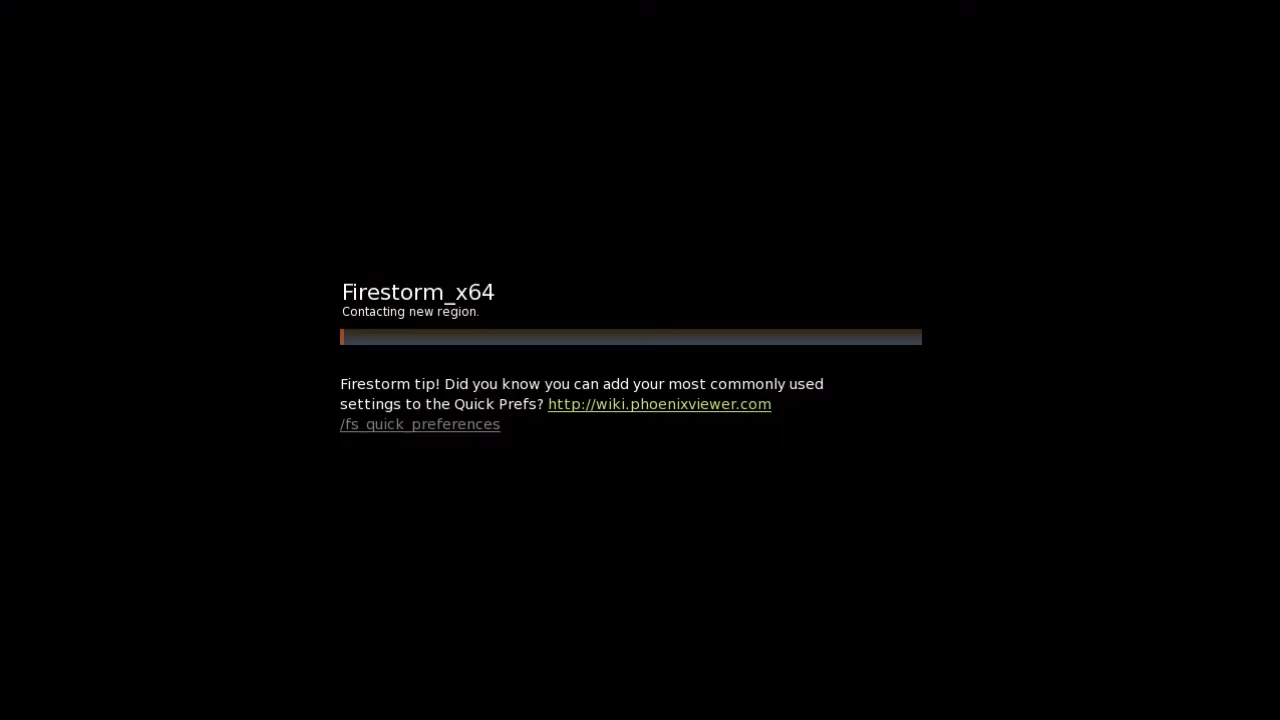 Firestorm_x64
Contacting new region.
Firestorm tip! Did you know you can add your most commonly used
settings to the Quick Prefs? http://wiki.phoenixviewer.com
/fs_quick_preferences